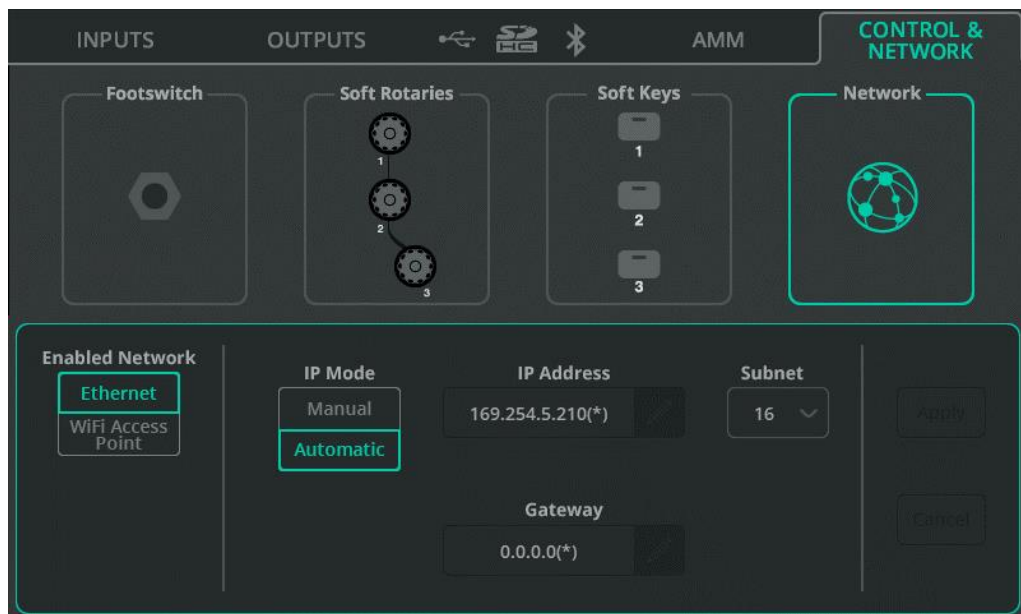 INPUTS
OUTPUTS
SD
HC
AMM
CONTROL &
NETWORK
Footswitch
Soft Rotaries
Soft Keys
Network
1
2
3
1
2
3
Enabled Network
Ethernet
WiFi Access
Point
IP Mode
Manual
Automatic
IP Address
169.254.5.210(*)
Subnet
16
Apply
Cancel
Gateway
0.0.0.0(*)